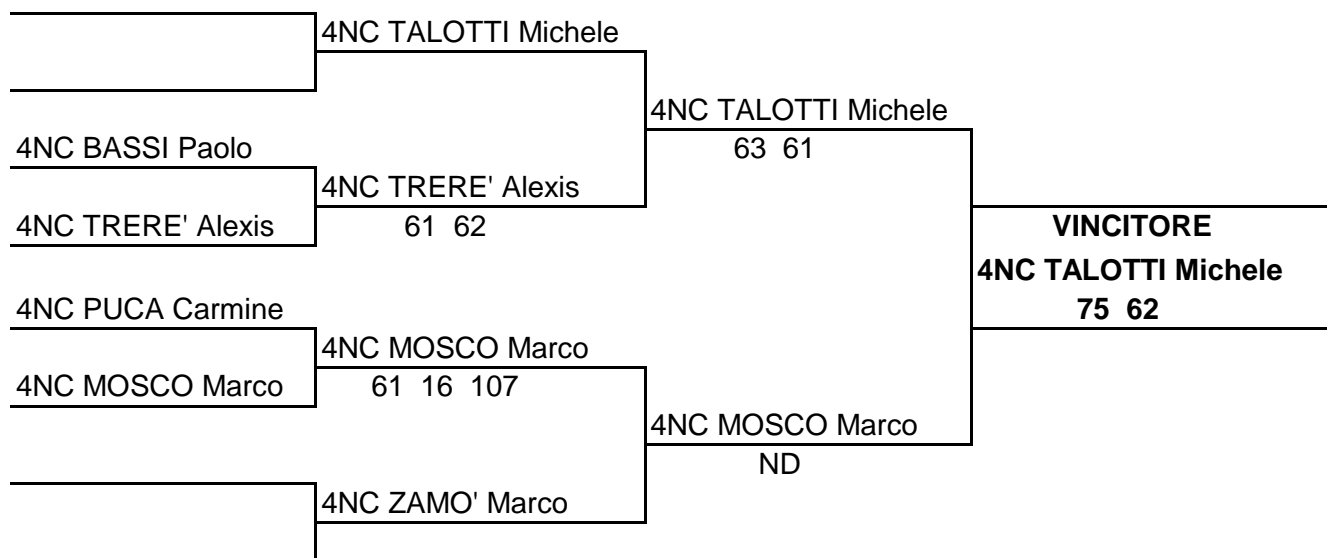 4NC TALOTTI Michele
4NC TALOTTI Michele
63 61
4NC BASSI Paolo
4NC TRERE' Alexis
61 62
4NC TRERE' Alexis
VINCITORE
4NC TALOTTI Michele
75 62
4NC PUCA Carmine
4NC MOSCO Marco
61 16 107
4NC MOSCO Marco
4NC MOSCO Marco
ND
4NC ZAMO' Marco